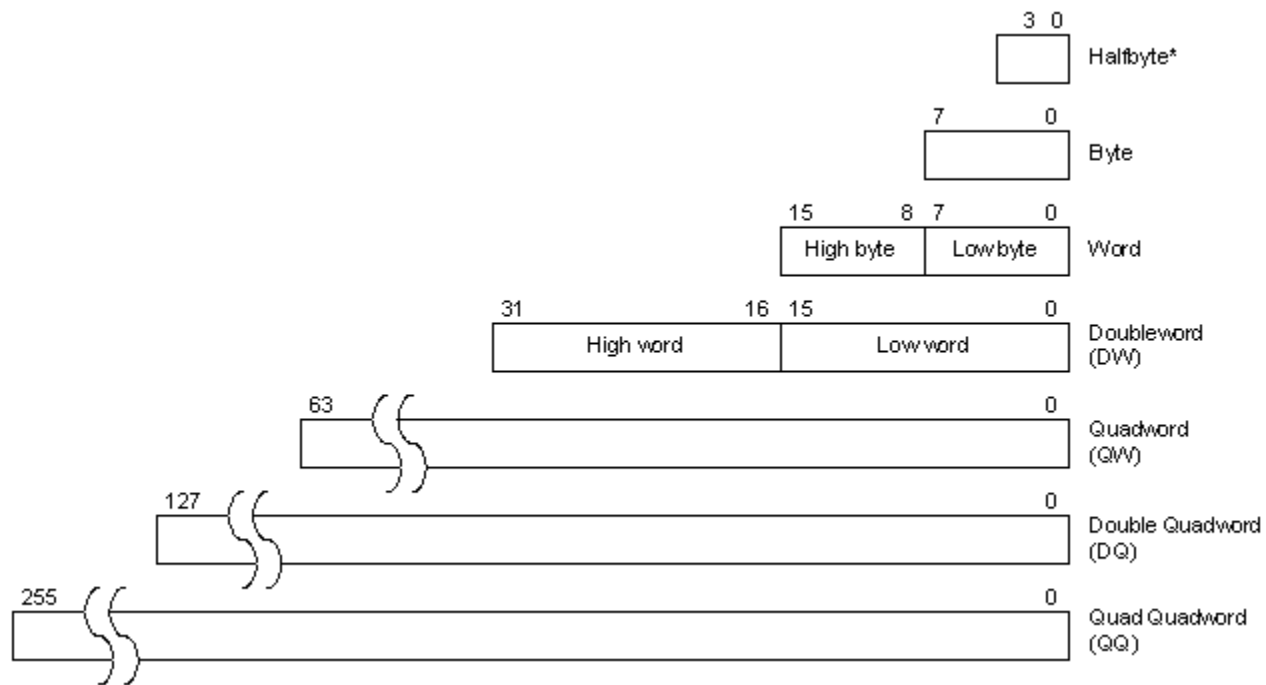 3 0
Halfbyte*
7 0
Byte
15 8 7 0
High byte Low byte Word
31 16 15 0
High word Low word Doubleword
(DW)
63 0
Quadword
(QW)
127 0
Double Quadword
(DQ)
255 0
Quad Quadword
(QQ)